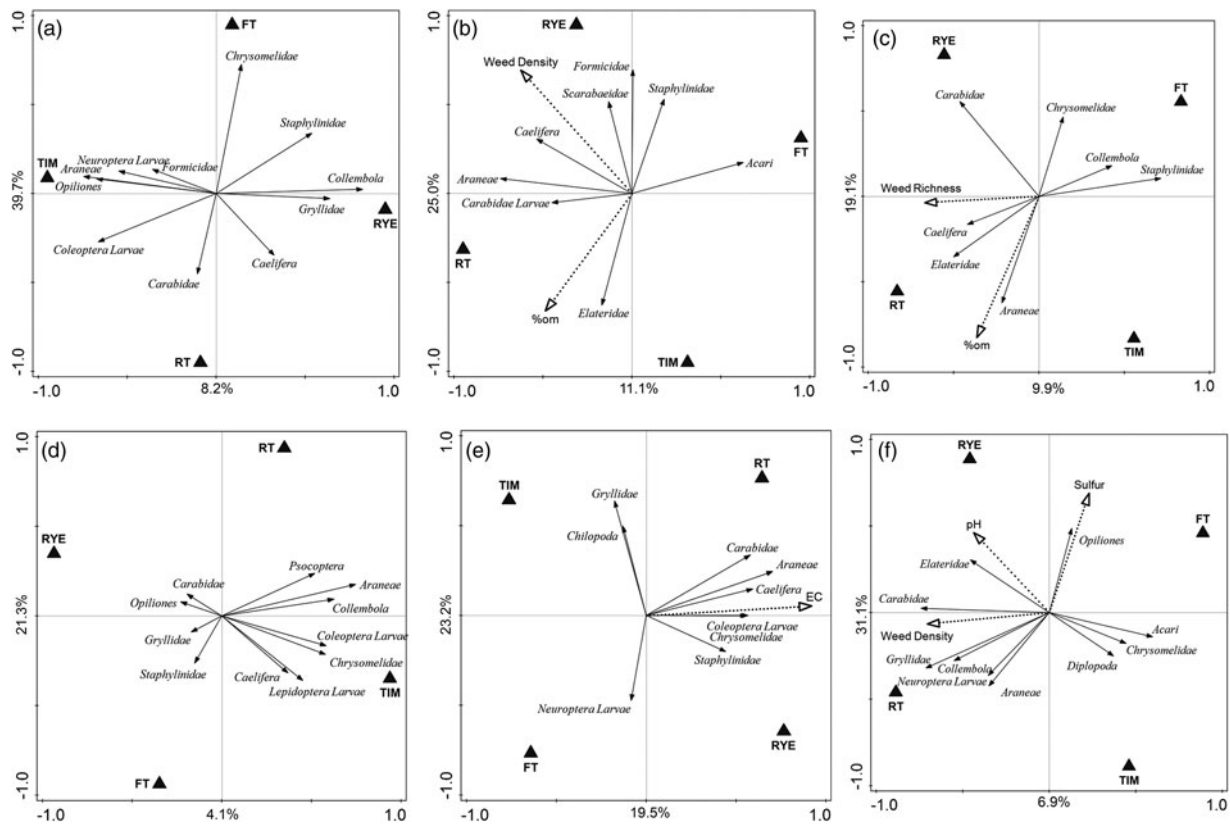 (a)
1.0
FT
Chrysomelidae
Staphylinidae
Neuroptera Larvae
Formicidae
TIM
Araneae
Opiliones
Collembola
Gryllidae
RYE
Coleoptera Larvae
Carabidae
Caelifera
RT
39.7%
-1.0
-1.0
8.2%
1.0
(b)
1.0
RYE
Weed Density
Formicidae
Scarabaeidae
Staphylinidae
Caelifera
FT
Acari
Araneae
Carabidae Larvae
RT
%om
Elateridae
TIM
25.0%
-1.0
-1.0
11.1%
1.0
(c)
1.0
RYE
FT
Carabidae
Chrysomelidae
Collembola
Staphylinidae
Weed Richness
Caelifera
Elateridae
RT
Araneae
%om
TIM
19.1%
-1.0
-1.0
9.9%
1.0
(d)
1.0
RT
RYE
Psocoptera
Carabidae
Araneae
Opiliones
Collembola
Gryllidae
Coleoptera Larvae
Staphylinidae
Chrysomelidae
Caelifera
Lepidoptera Larvae
TIM
FT
21.3%
-1.0
-1.0
4.1%
1.0
(e)
1.0
RT
TIM
Gryllidae
Chilopoda
Carabidae
Araneae
Caelifera
EC
Coleoptera Larvae
Chrysomelidae
Staphylinidae
Neuroptera Larvae
RYE
FT
23.2%
-1.0
-1.0
19.5%
1.0
(f)
1.0
RYE
Sulfur
pH
FT
Opiliones
Elateridae
Carabidae
Weed Density
Acari
Chrysomelidae
Gryllidae
Collembola
Diplopoda
Neuroptera Larvae
Araneae
RT
TIM
31.1%
-1.0
-1.0
6.9%
1.0